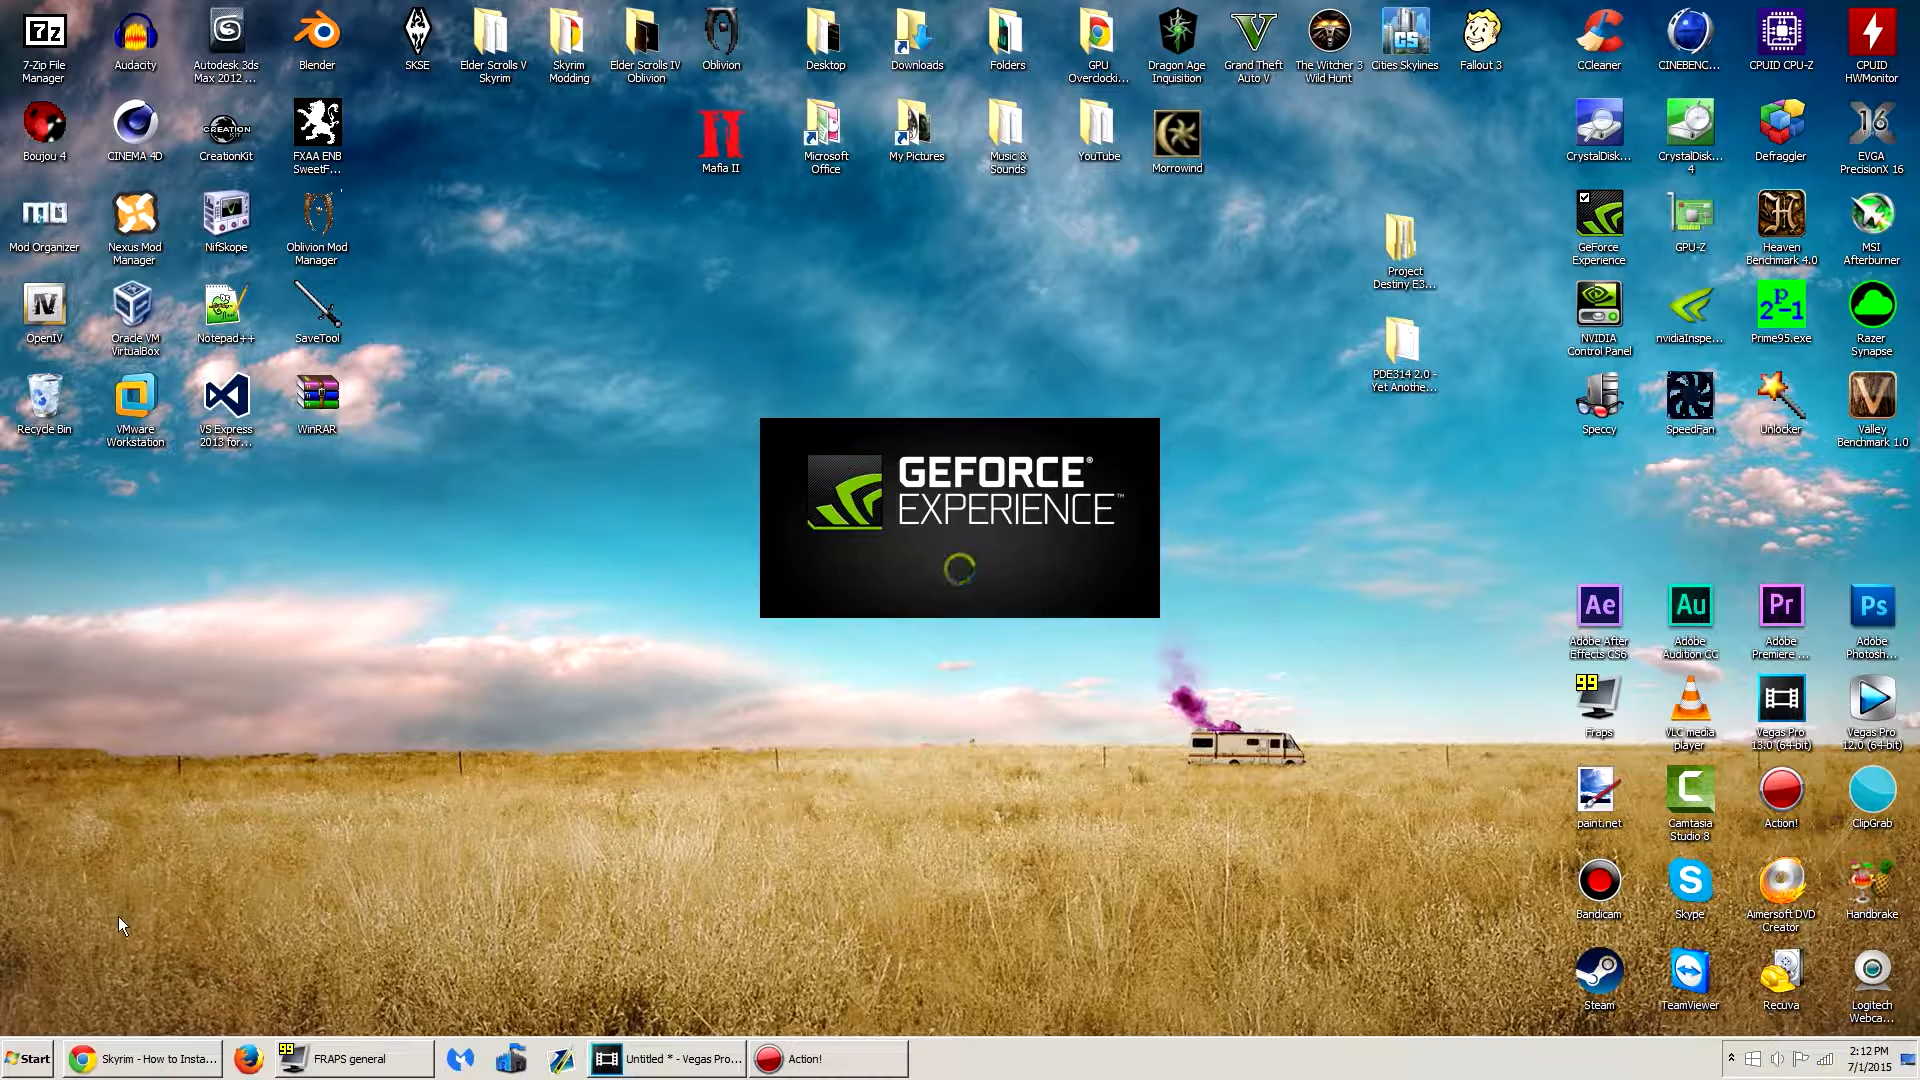 7-Zip File
Manager
Audacity
Autodesk 3ds
Max 2012 ...
Blender
SKSE
Elder Scrolls V
Skyrim
Skyrim
Modding
Elder Scrolls IV
Oblivion
Oblivion
Desktop
Downloads
Folders
GPU
Overclocki...
Dragon Age
Inquisition
Grand Theft
Auto V
The Witcher 3
Wild Hunt
Cities Skylines
Fallout 3
CCleaner
CINEBENC...
CPUID CPU-Z
CPUID
HWMonitor
Boujou 4
CINEMA 4D
CreationKit
FXAA ENB
SweetF...
Mafia II
Microsoft
Office
My Pictures
Music &
Sounds
YouTube
Morrowind
CrystalDisk...
CrystalDisk...
4
Defraggler
EVGA
PrecisionX 16
Mod Organizer
Nexus Mod
Manager
NifSkope
Oblivion Mod
Manager
Project
Destiny E3...
GeForce
Experience
GPU-Z
Heaven
Benchmark 4.0
MSI
Afterburner
OpenIV
Oracle VM
VirtualBox
Notepad++
SaveTool
PDE314 2.0 -
Yet Anothe...
NVIDIA
Control Panel
nvidiaInspe...
Prime95.exe
Razer
Synapse
Recycle Bin
VMware
Workstation
VS Express
2013 for...
WinRAR
Speccy
SpeedFan
Unlocker
Valley
Benchmark 1.0
GEFORCE®
EXPERIENCE™
Adobe After
Effects CS6
Adobe
Audition CC
Adobe
Premiere ...
Adobe
Photosh...
Fraps
VLC media
player
Vegas Pro
13.0 (64-bit)
Vegas Pro
12.0 (64-bit)
paint.net
Camtasia
Studio 8
Action!
ClipGrab
Bandicam
Skype
Aimersoft DVD
Creator
Handbrake
Steam
TeamViewer
Recuva
Logitech
Webca...
Start
Skyrim - How to Insta...
99
FRAPS general
Untitled * - Vegas Pro...
Action!
2:12 PM
7/1/2015